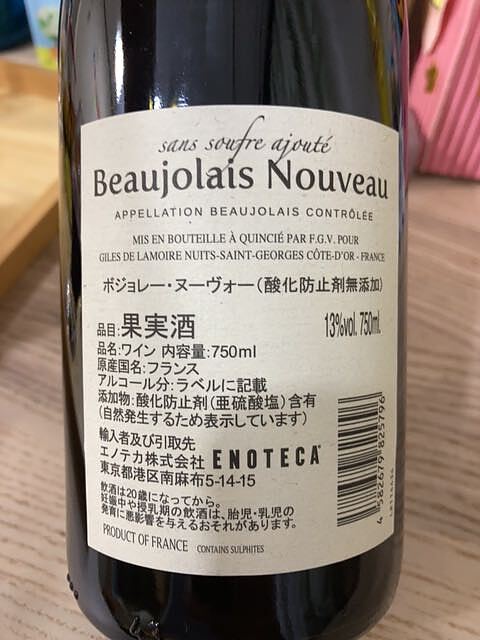 sans soufre ajouté
Beaujolais Nouveau
APPELLATION BEAUJOLAIS CONTRÔLÉE
MIS EN BOUTEILLE À QUINCIÉ PAR F.G.V. POUR
GILES DE LAMOIRE NUITS-SAINT-GEORGES CÔTE-D'OR - FRANCE
ボジョレー・ヌーヴォー(酸化防止剤無添加)
品目:果実酒 13%vol. 750ml.
品名:ワイン 内容量:750ml
原産国名:フランス
アルコール分:ラベルに記載
添加物:酸化防止剤(亜硫酸塩)含有
(自然発生するため表示しています)
輸入者及び引取先
エノテカ株式会社 ENOTECA®
東京都港区南麻布5-14-15
飲酒は20歳になってから。
妊娠中や授乳期の飲酒は、胎児・乳児の
発育に悪影響を与えるおそれがあります。
PRODUCT OF FRANCE CONTAINS SULPHITES
4 582679 825796